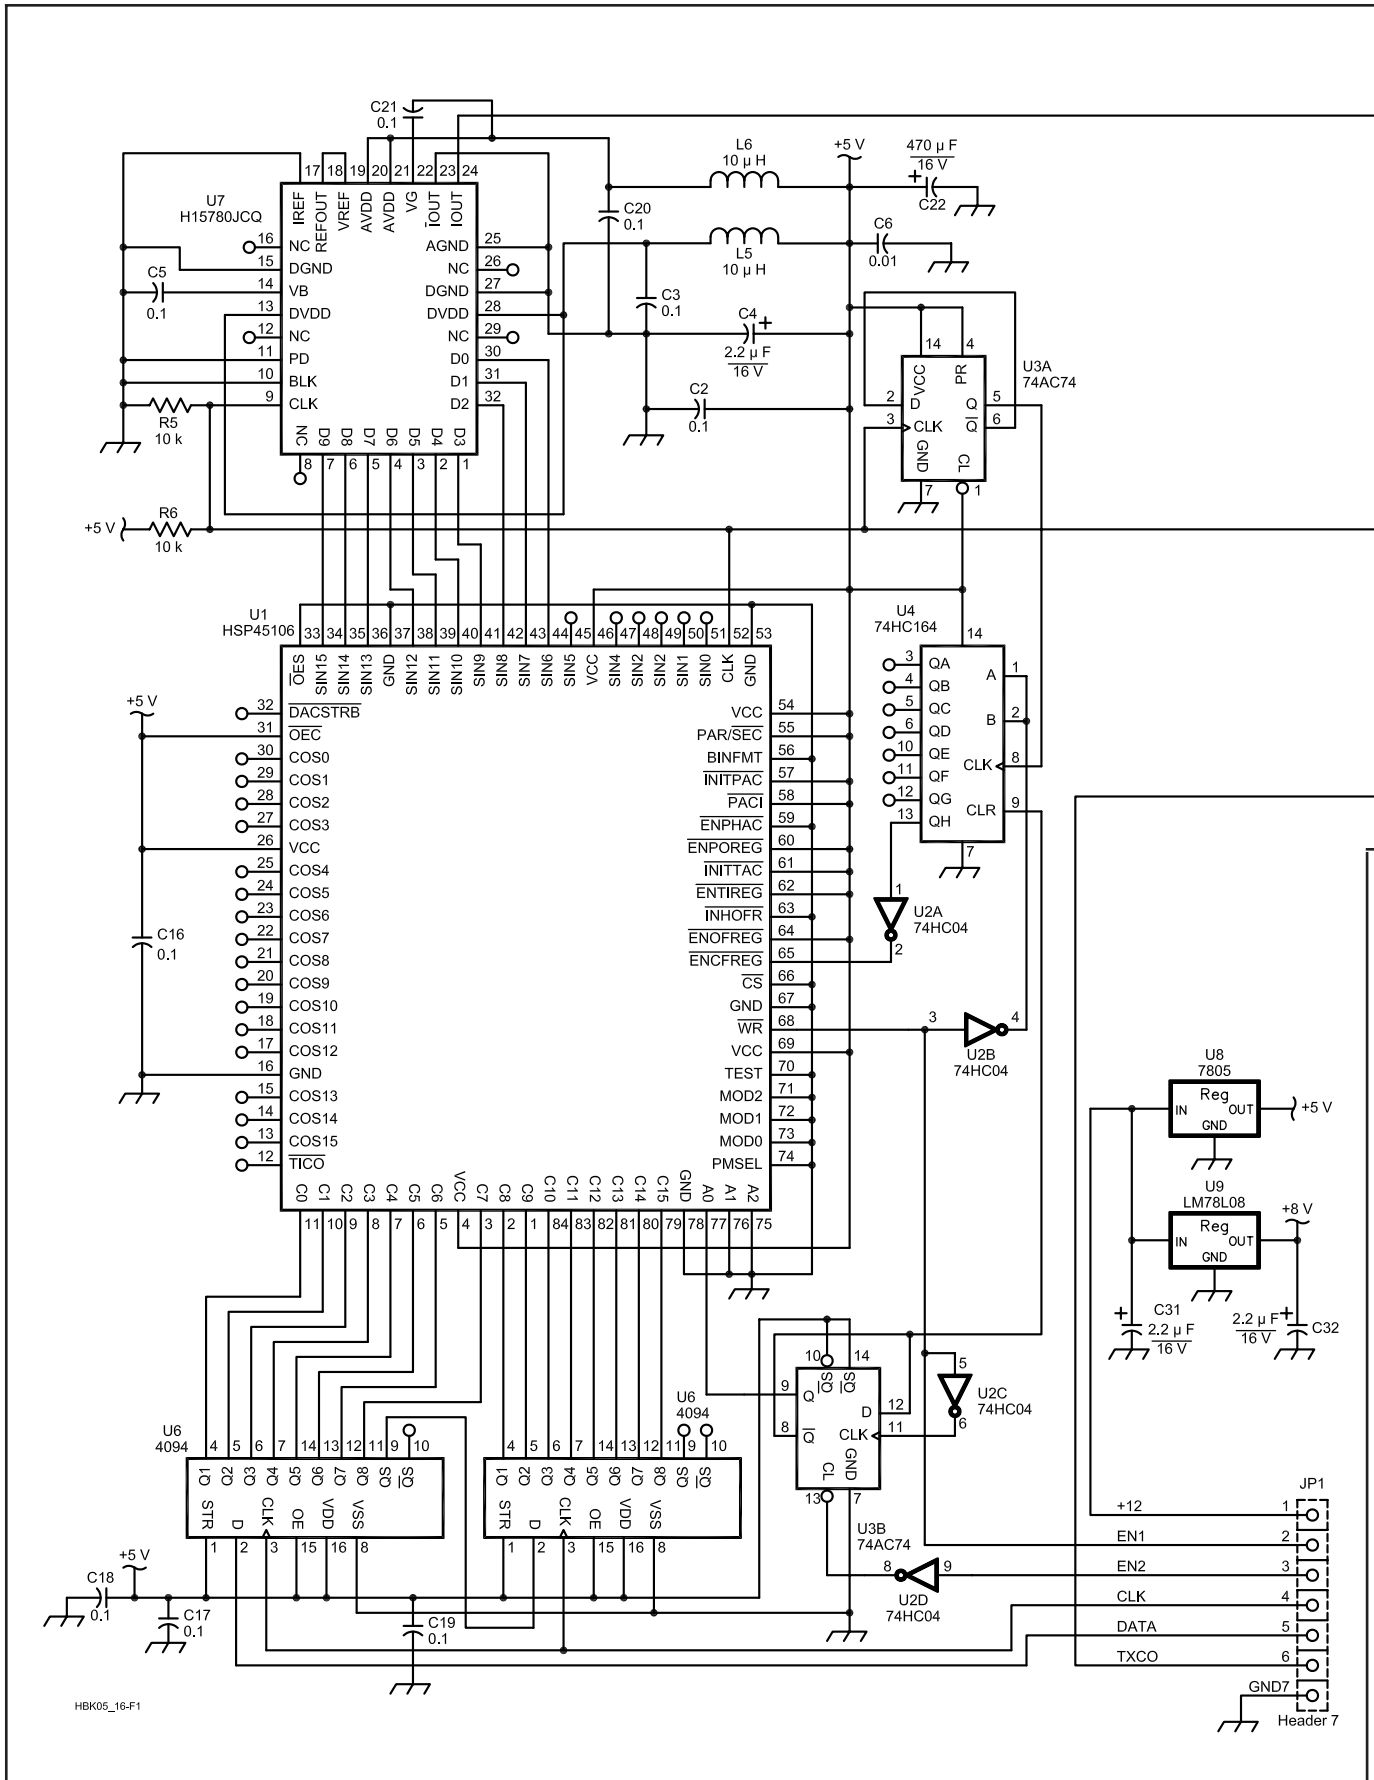 C21
0.1
L6
10 µ H
+5 V
470 µ F
16 V
C22
17 18 19 20 21 22 23 24
U7
H15780JCQ
IREF
REFOUT
VREF
AVDD
AVDD
VG
IOUT
IOUT
C20
0.1
C6
0.01
L5
10 µ H
16 NC
15 DGND
14 VB
13 DVDD
12 NC
11 PD
10 BLK
9 CLK
AGND 25
NC 26
DGND 27
DVDD 28
NC 29
D0 30
D1 31
D2 32
C5
0.1
C3
0.1
C4
2.2 µ F
16 V
C2
0.1
R5
10 k
NC D9 D8 D7 D6 D5 D4 D3
8 7 6 5 4 3 2 1
14 4
U3A
74AC74
VCC PR
2 D
3 CLK
Q 5
Q 6
GND CL
7 1
+5 V
R6
10 k
U1
HSP45106
33 34 35 36 37 38 39 40 41 42 43 44 45 46 47 48 49 50 51 52 53
OES
SIN15
SIN14
SIN13
GND
SIN12
SIN11
SIN10
SIN9
SIN8
SIN7
SIN6
SIN5
VCC
SIN4
SIN2
SIN2
SIN1
SIN0
CLK
GND
U4
74HC164
14
3 QA
4 QB
5 QC
6 QD
10 QE
11 QF
12 QG
13 QH
A 1
B 2
CLK 8
CLR 9
7
+5 V
32 DACSTRB
31 OEC
30 COS0
29 COS1
28 COS2
27 COS3
26 VCC
25 COS4
24 COS5
23 COS6
22 COS7
21 COS8
20 COS9
19 COS10
18 COS11
17 COS12
16 GND
15 COS13
14 COS14
13 COS15
12 TICO
C16
0.1
VCC 54
PAR/SEC 55
BINFMT 56
INITPAC 57
PACI 58
ENPHAC 59
ENPOREG 60
INITTAC 61
ENTIREG 62
INHOFR 63
ENOFREG 64
ENCFREG 65
CS 66
GND 67
WR 68
VCC 69
TEST 70
MOD2 71
MOD1 72
MOD0 73
PMSEL 74
1
U2A
74HC04
2
3 4
U2B
74HC04
U8
7805
Reg
IN OUT
GND
+5 V
U9
LM78L08
Reg
IN OUT
GND
+8 V
C31
2.2 µ F
16 V
2.2 µ F
16 V
C32
C0 C1 C2 C3 C4 C5 C6 VCC C7 C8 C9 C10 C11 C12 C13 C14 C15 GND A0 A1 A2
11 10 9 8 7 6 5 4 3 2 1 84 83 82 81 80 79 78 77 76 75
10 14
SQ SQ
9 Q
8 Q
D 12
CLK 11
CL GND
13 7
U3B
74AC74
5
U2C
74HC04
6
U6
4094
4 5 6 7 14 13 12 11 9 10
Q1 Q2 Q3 Q4 Q5 Q6 Q7 Q8 SQ SQ
STR D CLK OE VDD VSS
1 2 3 15 16 8
U6
4094
4 5 6 7 14 13 12 11 9 10
Q1 Q2 Q3 Q4 Q5 Q6 Q7 Q8 SQ SQ
STR D CLK OE VDD VSS
1 2 3 15 16 8
8 9
U2D
74HC04
JP1
+12 1
EN1 2
EN2 3
CLK 4
DATA 5
TXCO 6
GND7
Header 7
+5 V
C18
0.1
C17
0.1
C19
0.1
HBK05_16-F1